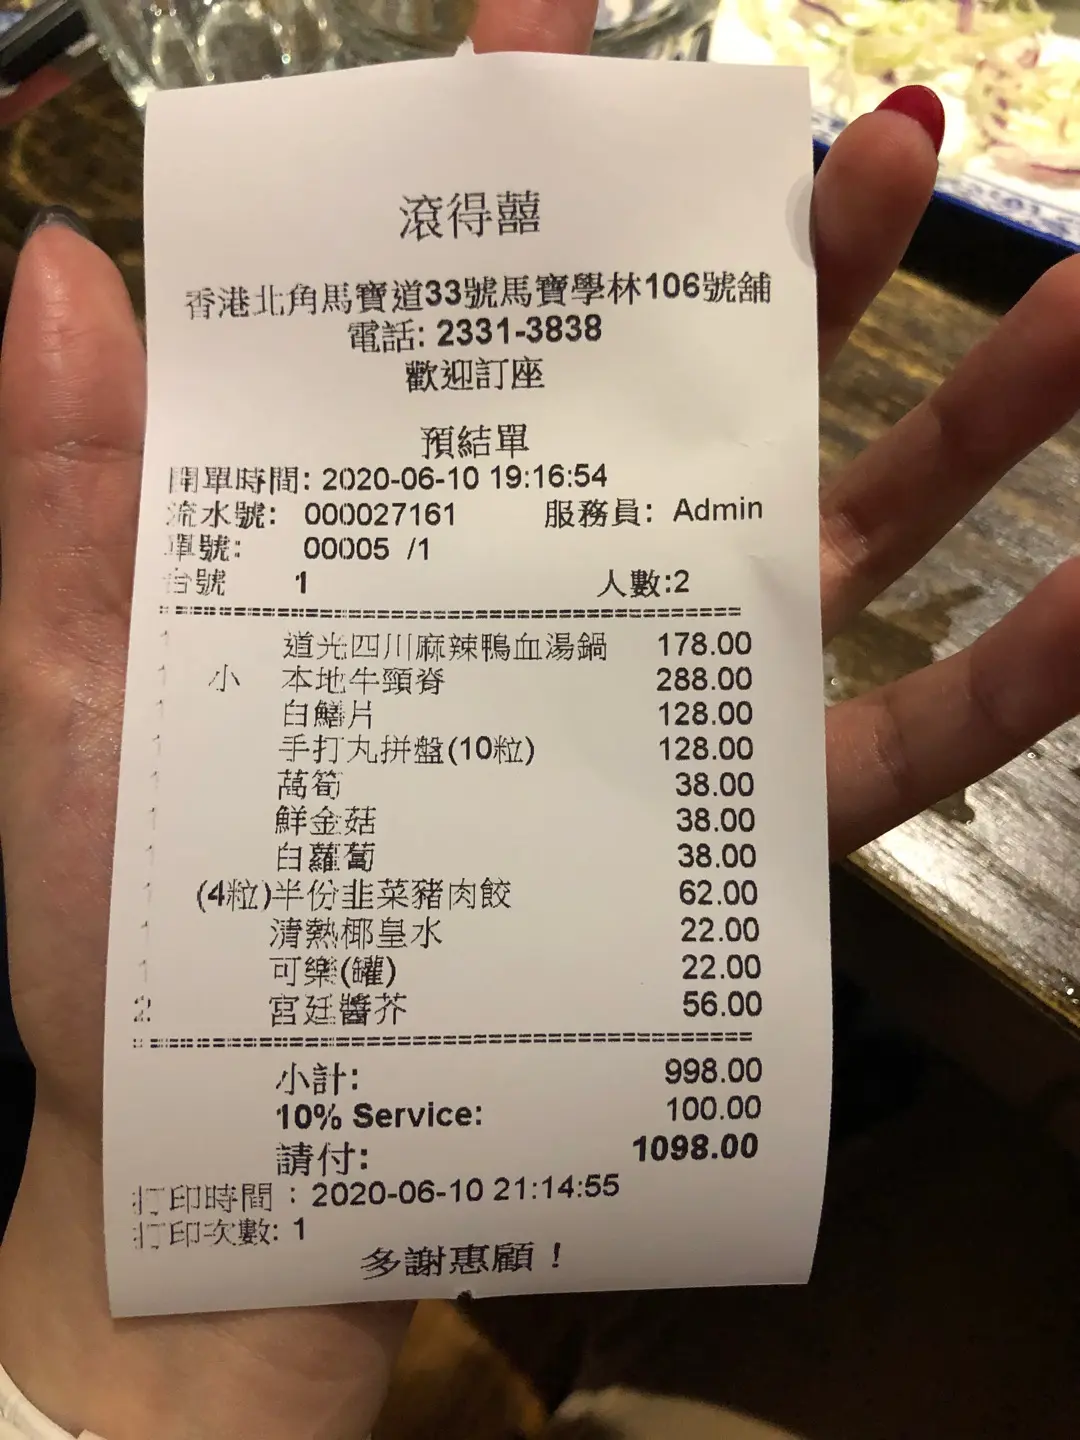 滾得囍
香港北角馬寶道33號馬寶學林106號舖
電話: 2331-3838
歡迎訂座
預結單
開單時間: 2020-06-10 19:16:54
流水號: 000027161 服務員: Admin
單號: 00005 /1
台號 1 人數:2
1 道光四川麻辣鴨血湯鍋 178.00
1 小 本地牛頸脊 288.00
1 白鱔片 128.00
1 手打丸拼盤(10粒) 128.00
1 萵筍 38.00
1 鮮金菇 38.00
1 白蘿蔔 38.00
1 (4粒)半份韭菜豬肉餃 62.00
1 清熱椰皇水 22.00
1 可樂(罐) 22.00
2 宮廷醬芥 56.00
小計: 998.00
10% Service: 100.00
請付: 1098.00
打印時間 : 2020-06-10 21:14:55
打印次數: 1
多謝惠顧！